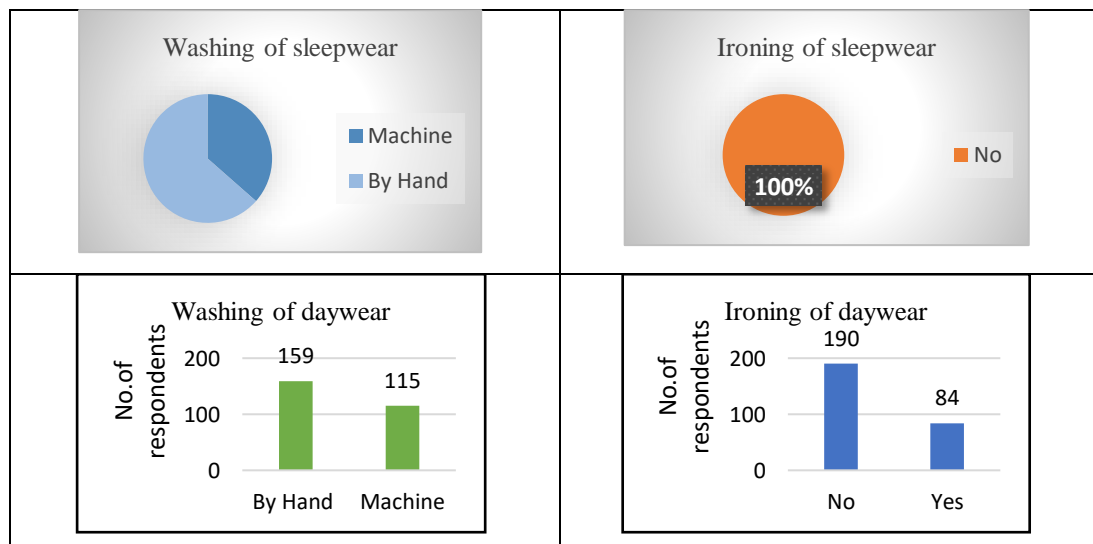 Washing of sleepwear
Machine
By Hand
Ironing of sleepwear
No
100%
Washing of daywear
No.of
respondents
200
100
0
159
115
By Hand
Machine
Ironing of daywear
No.of
respondents
200
100
0
190
84
No
Yes